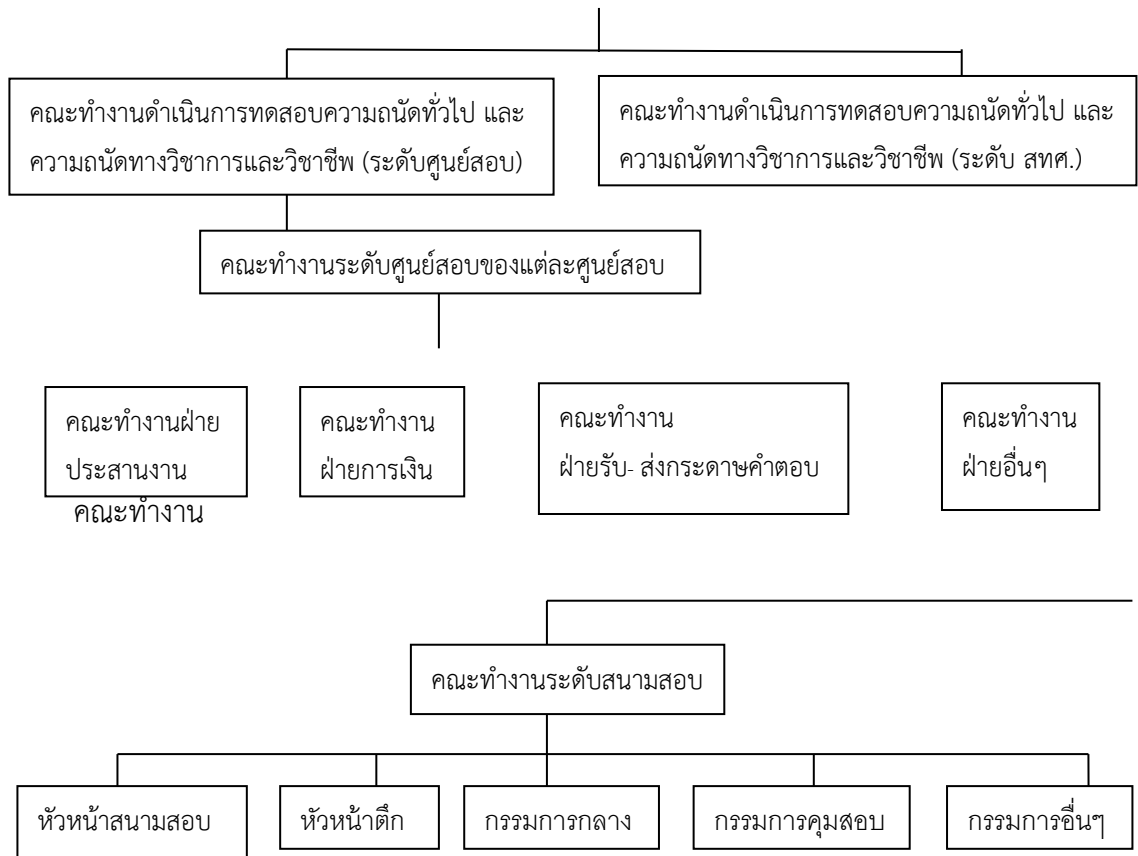 คณะทำงานดำเนินการทดสอบความถนัดทั่วไป และ
ความถนัดทางวิชาการและวิชาชีพ (ระดับศูนย์สอบ)
คณะทำงานดำเนินการทดสอบความถนัดทั่วไป และ
ความถนัดทางวิชาการและวิชาชีพ (ระดับ สทศ.)
คณะทำงานระดับศูนย์สอบของแต่ละศูนย์สอบ
คณะทำงานฝ่าย
ประสานงาน
คณะทำงาน
คณะทำงาน
ฝ่ายการเงิน
คณะทำงาน
ฝ่ายรับ- ส่งกระดาษคำตอบ
คณะทำงาน
ฝ่ายอื่นๆ
คณะทำงานระดับสนามสอบ
หัวหน้าสนามสอบ
หัวหน้าตึก
กรรมการกลาง
กรรมการคุมสอบ
กรรมการอื่นๆ